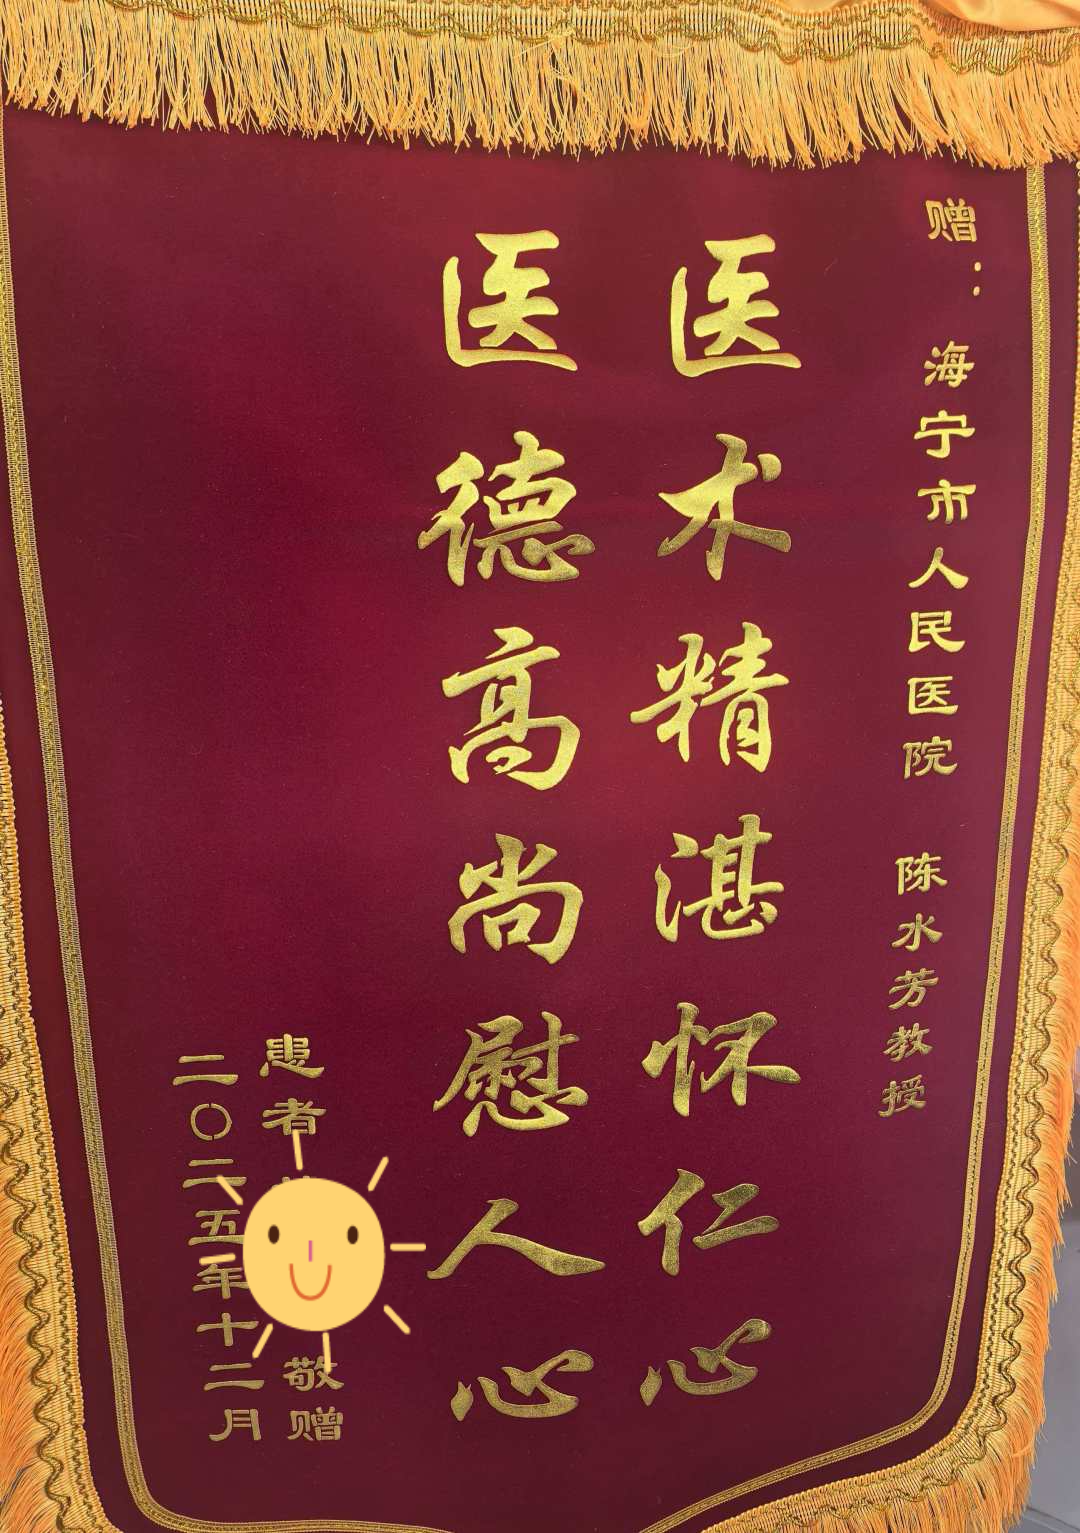 赠：海宁市人民医院 陈水芳教授
医术精湛怀仁心
医德高尚慰人心
患者 敬赠
二〇二五年十二月